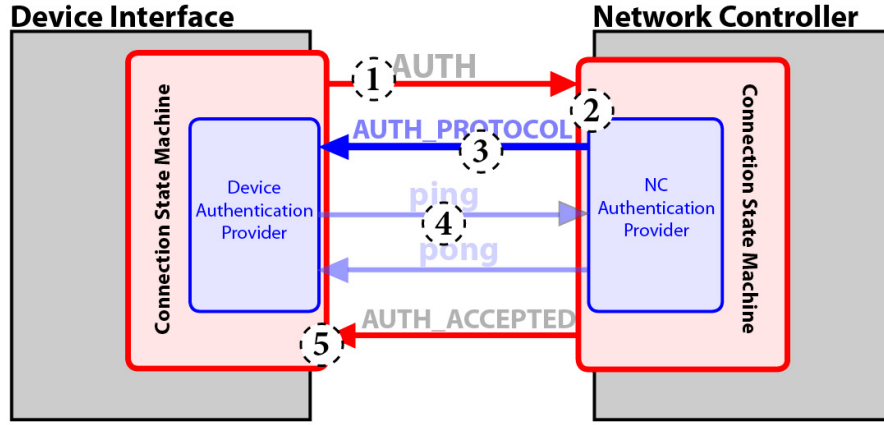 Device Interface
Network Controller
Connection State Machine
AUTH
1
2
AUTH_PROTOCOL
3
Device
Authentication
Provider
ping
4
pong
NC
Authentication
Provider
Connection State Machine
AUTH_ACCEPTED
5